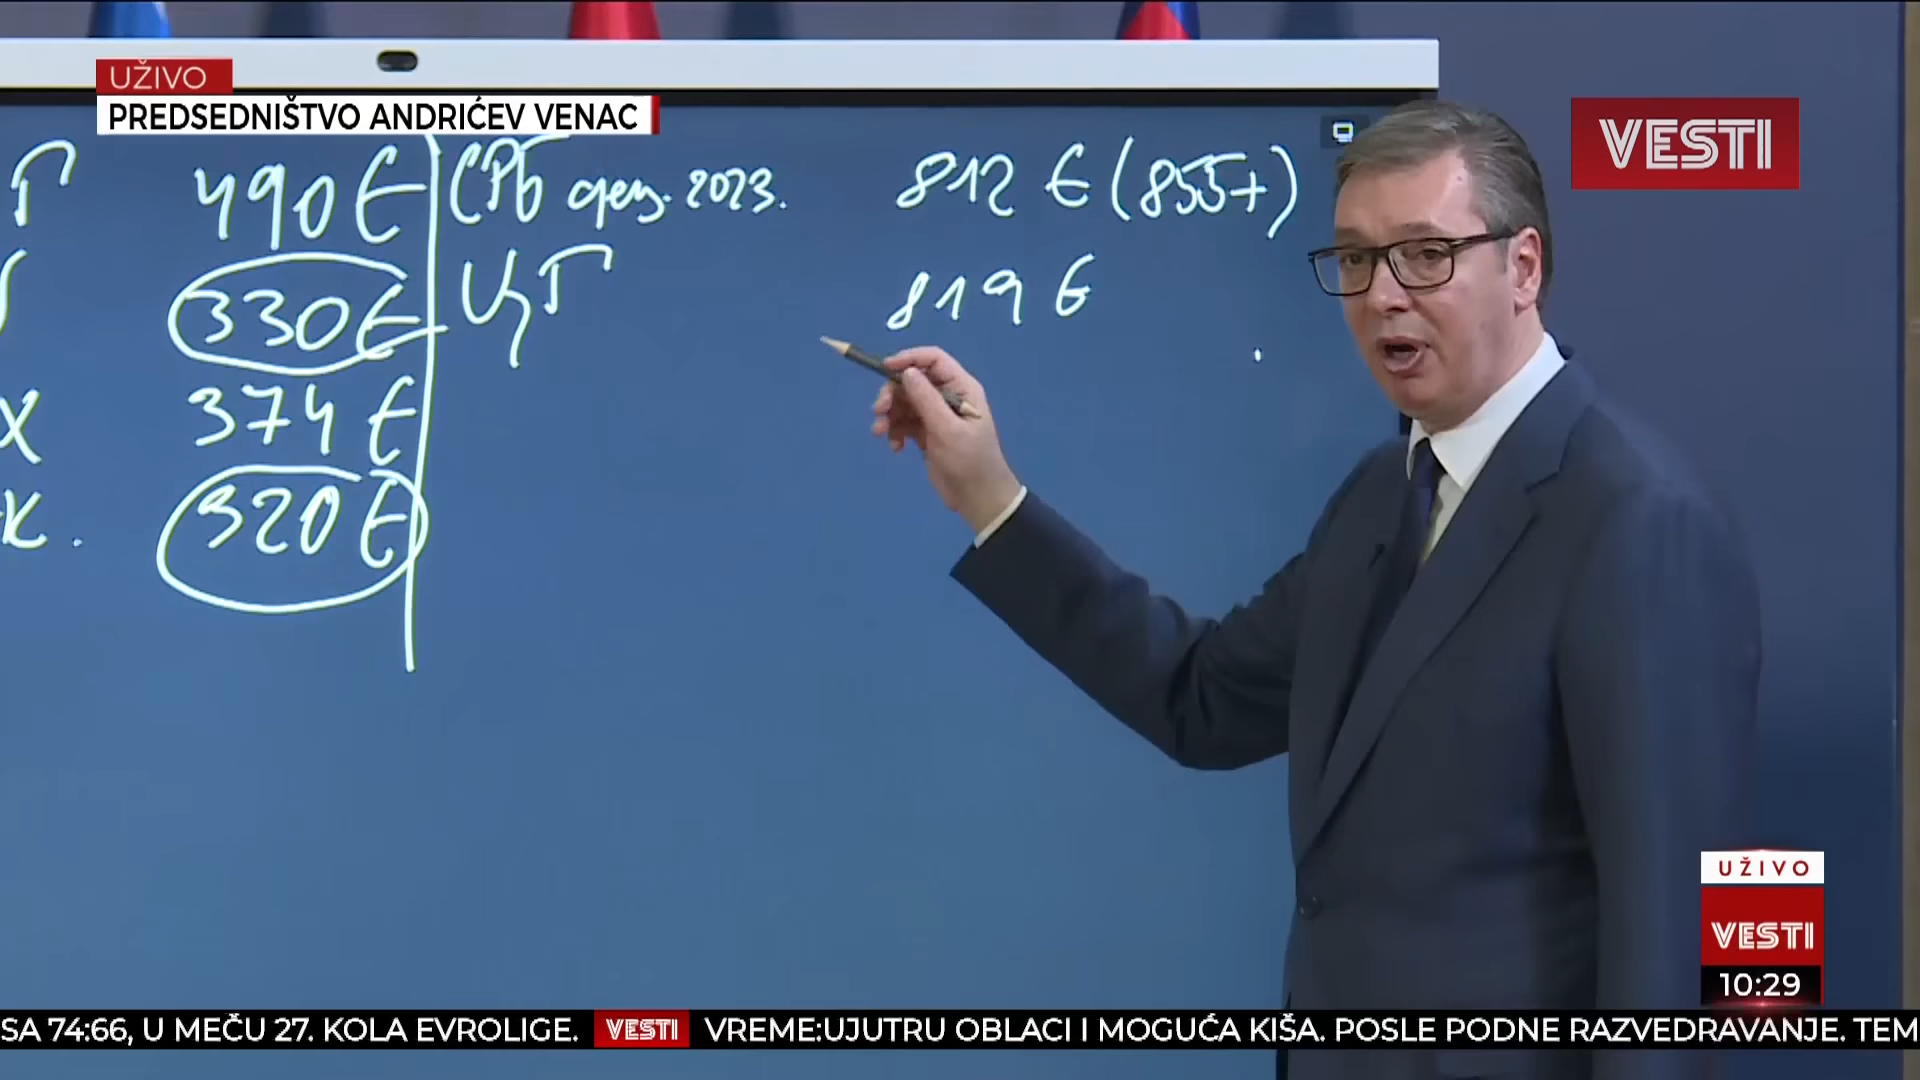 UŽIVO
PREDSEDNIŠTVO ANDRIĆEV VENAC
VESTI
Г 490 €
СРБ дец. 2023. 812 € (855+)
330 €
ЦГ 819 €
Х 374 €
К. 320 €
UŽIVO
VESTI
10:29
SA 74:66, U MEČU 27. KOLA EVROLIGE. VESTI VREME:UJUTRU OBLACI I MOGUĆA KIŠA. POSLE PODNE RAZVEDRAVANJE. TEM